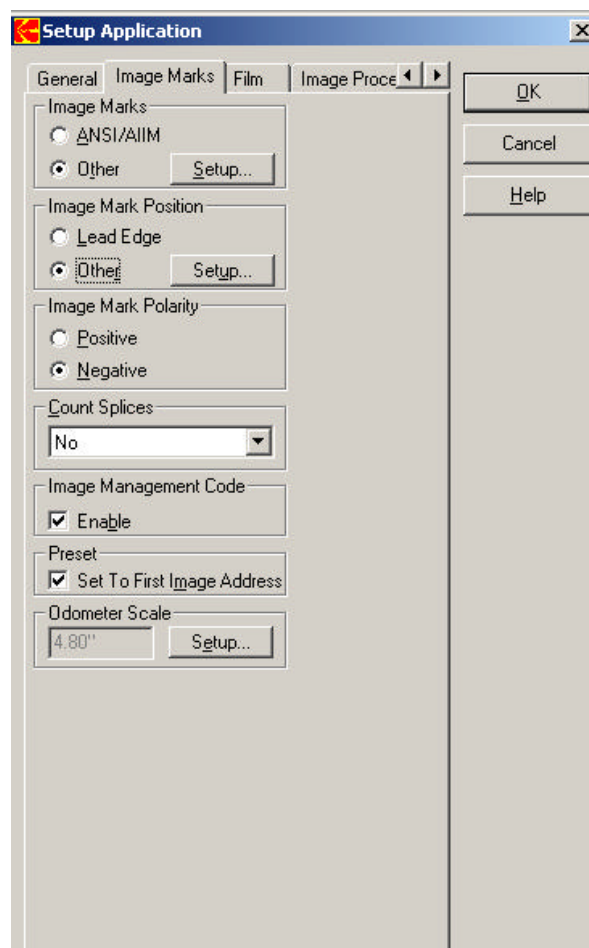 Setup Application
General Image Marks Film Image Proce
Image Marks
ANSI/AIIM
Other Setup...
Image Mark Position
Lead Edge
Other Setup...
Image Mark Polarity
Positive
Negative
Count Splices
No
Image Management Code
Enable
Preset
Set To First Image Address
Odometer Scale
4.80" Setup...
OK
Cancel
Help